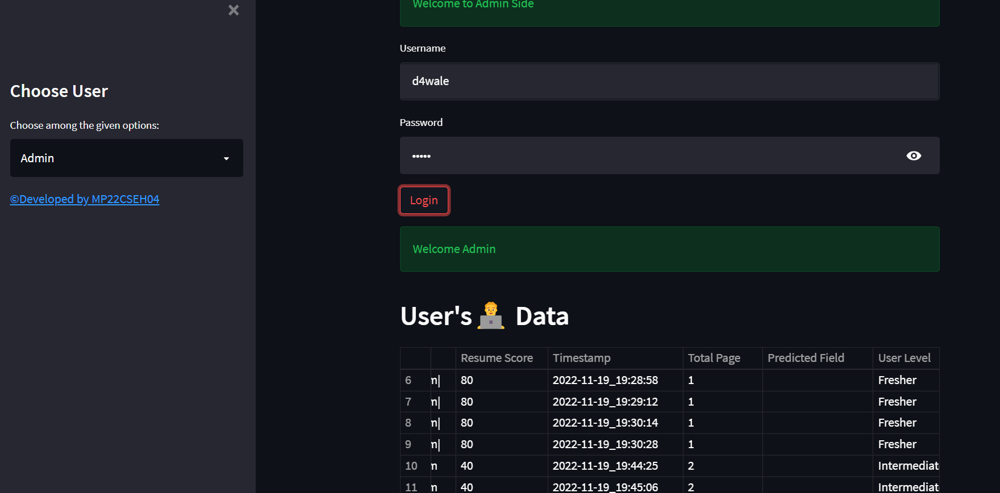 Choose User
Choose among the given options:
Admin
©Developed by MP22CSEH04
Welcome to Admin Side
Username
d4wale
Password
•••••
Login
Welcome Admin
User's Data
Resume Score Timestamp Total Page Predicted Field User Level
6 m| 80 2022-11-19_19:28:58 1 Fresher
7 m| 80 2022-11-19_19:29:12 1 Fresher
8 m| 80 2022-11-19_19:30:14 1 Fresher
9 m| 80 2022-11-19_19:30:28 1 Fresher
10 m 40 2022-11-19_19:44:25 2 Intermediat
11 m 40 2022-11-19_19:45:06 2 Intermediat